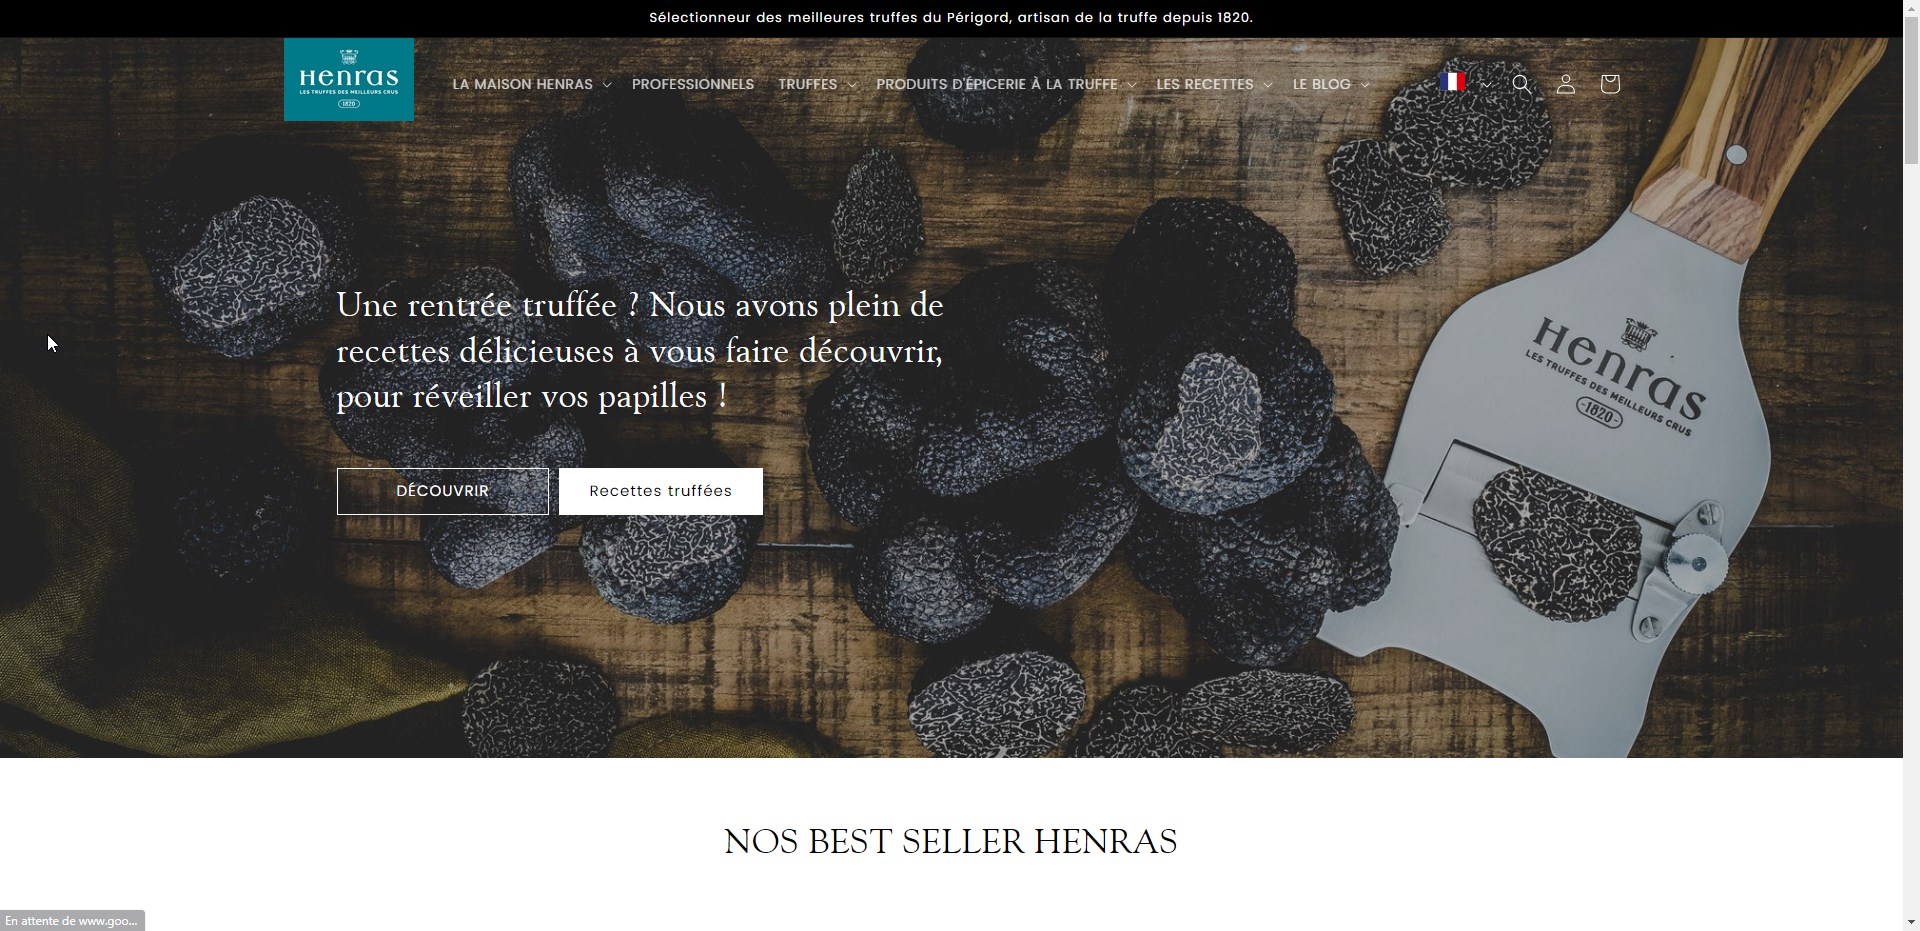 Sélectionneur des meilleures truffes du Périgord, artisan de la truffe depuis 1820.
Henras
LES TRUFFES DES MEILLEURS CRUS
1820
LA MAISON HENRAS PROFESSIONNELS TRUFFES PRODUITS D'ÉPICERIE À LA TRUFFE LES RECETTES LE BLOG
Une rentrée truffée ? Nous avons plein de
recettes délicieuses à vous faire découvrir,
pour réveiller vos papilles !
DÉCOUVRIR Recettes truffées
Henras
LES TRUFFES DES MEILLEURS CRUS
-1820-
NOS BEST SELLER HENRAS
En attente de www.goo...